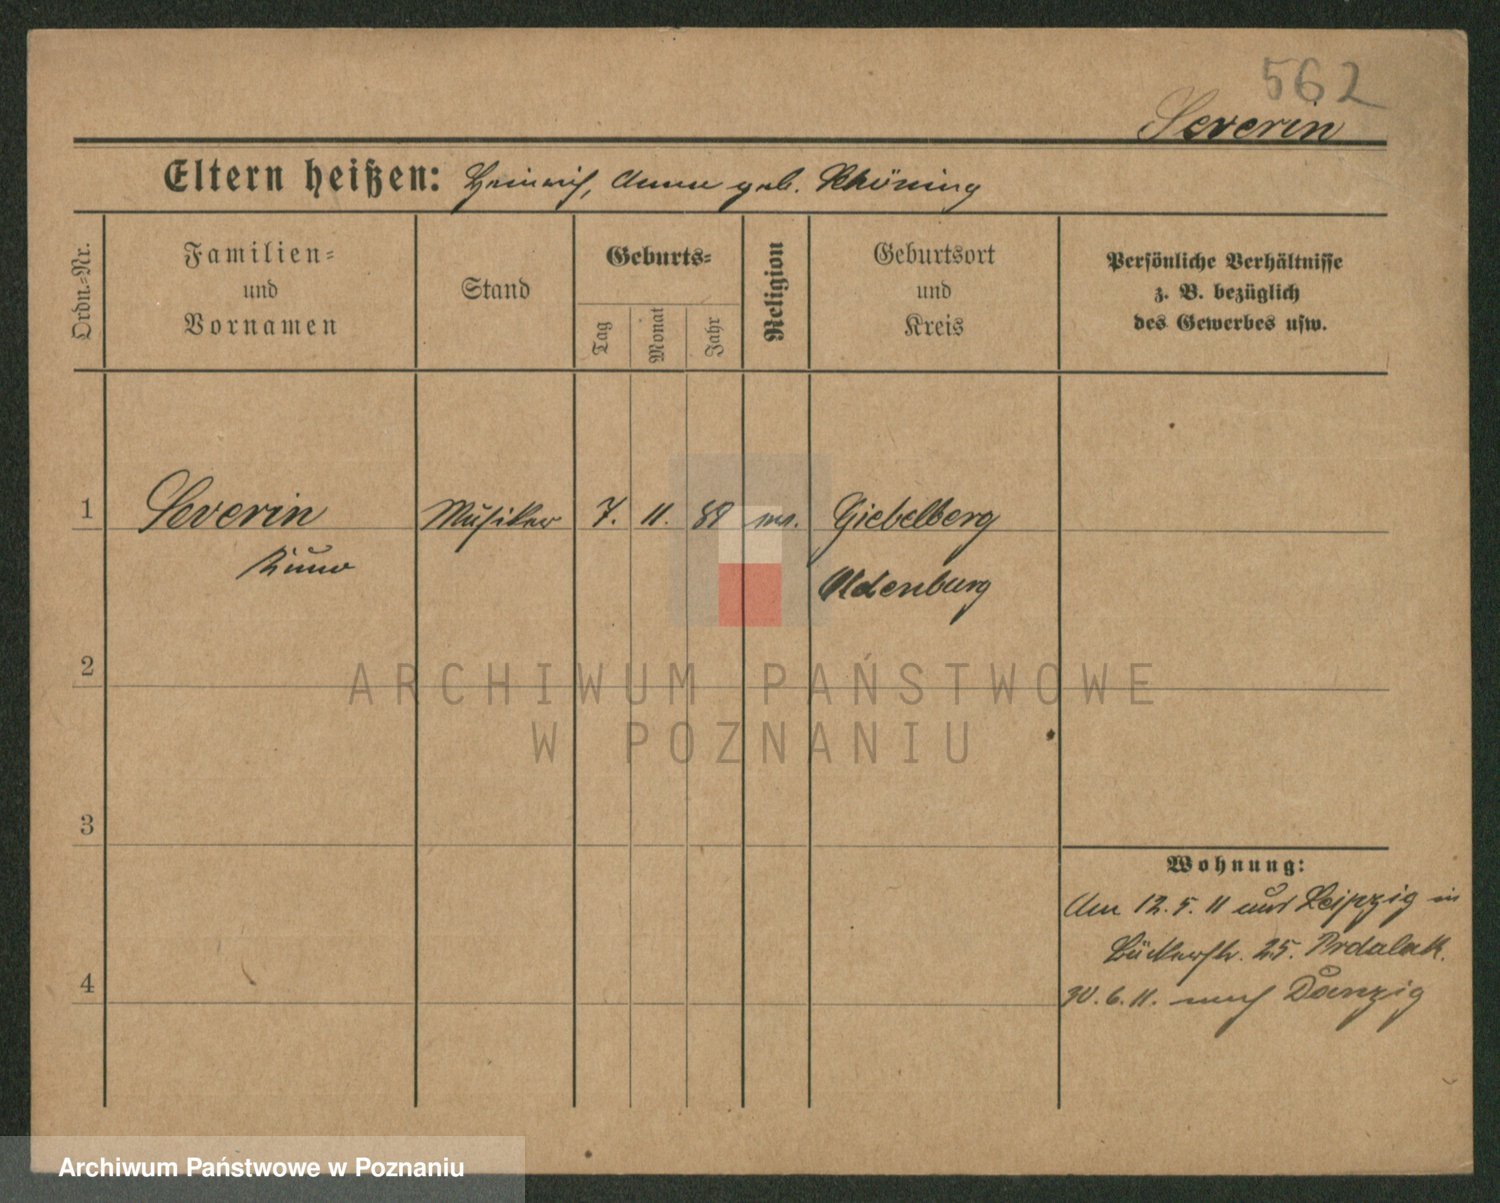 562
Severin
Eltern heißen: Heinrich, Anna geb. Schöning
Ordn.-Nr.
Familien-
und
Vornamen
Stand
Geburts-
Tag
Monat
Jahr
Religion
Geburtsort
und
Kreis
Persönliche Verhältnisse
z. B. bezüglich
des Gewerbes usw.
1 Severin Musiker 7. 11. 88 Giebelberg
Kuno Oldenburg
2
3
4
Wohnung:
Am 12.5.11 aus Leipzig in
Bäckerstr. 25.
30.6.11. nach Danzig
ARCHIWUM PAŃSTWOWE
W POZNANIU
Archiwum Państwowe w Poznaniu